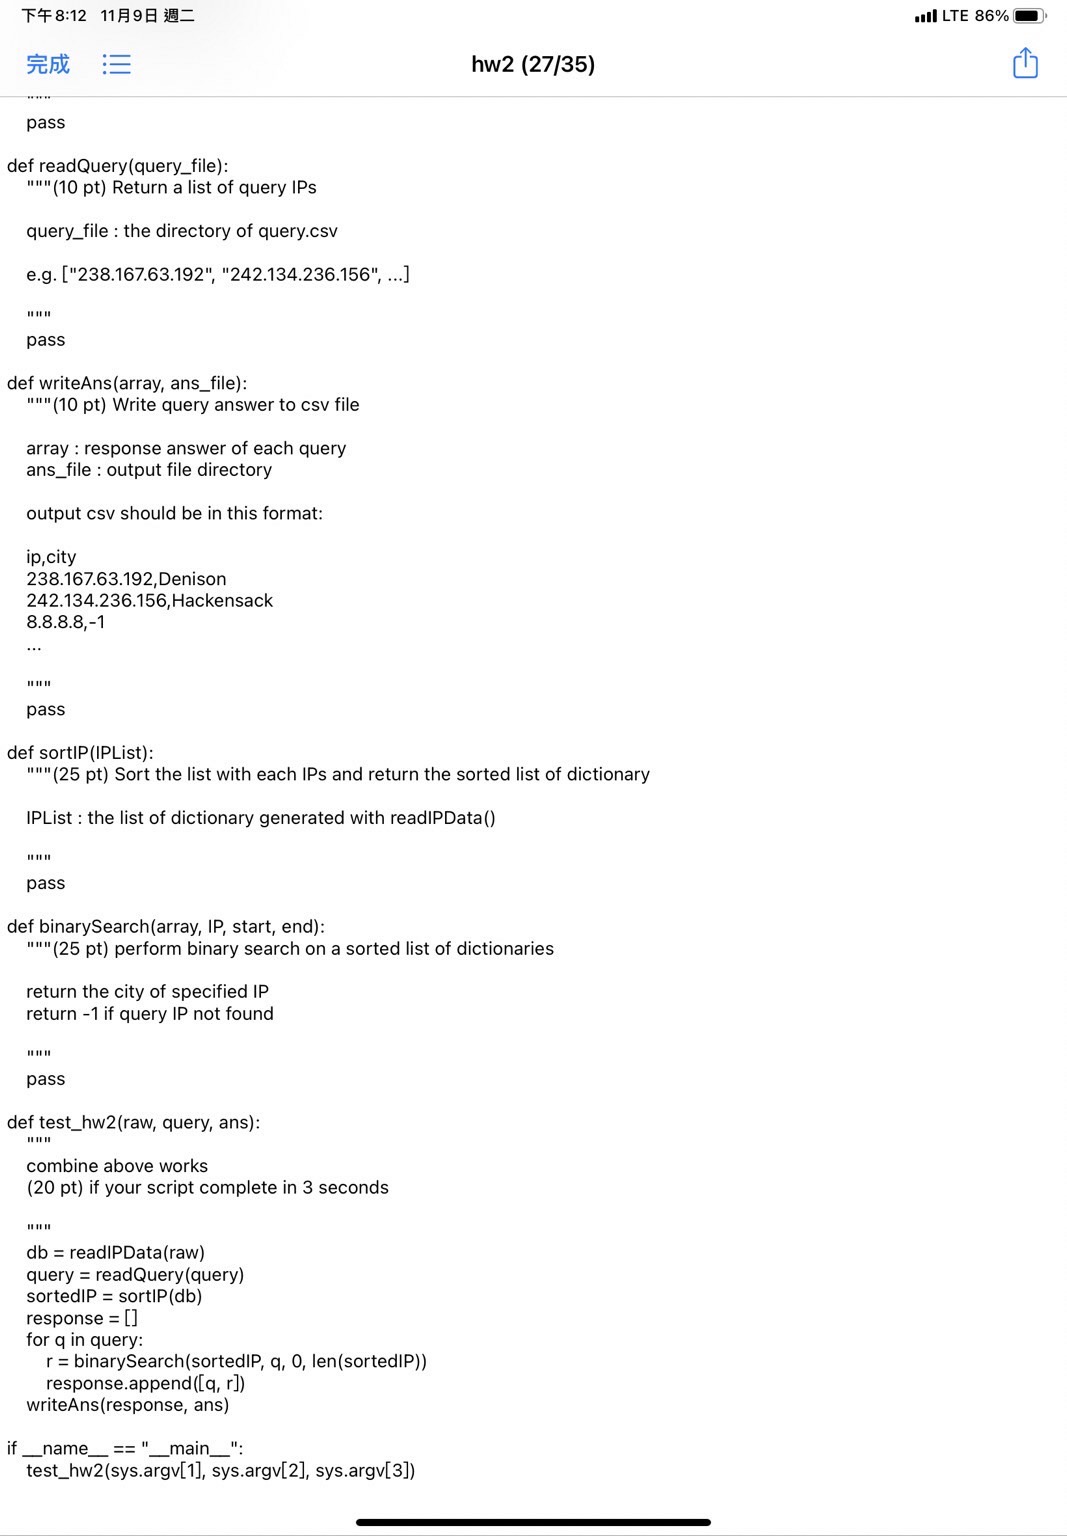 下午8:12 11月9日 週二
LTE 86%
完成
hw2 (27/35)
"""
pass
def readQuery(query_file):
"""(10 pt) Return a list of query IPs
query_file : the directory of query.csv
e.g. ["238.167.63.192", "242.134.236.156", ...]
"""
pass
def writeAns(array, ans_file):
"""(10 pt) Write query answer to csv file
array : response answer of each query
ans_file : output file directory
output csv should be in this format:
ip,city
238.167.63.192,Denison
242.134.236.156,Hackensack
8.8.8.8,-1
...
"""
pass
def sortIP(IPList):
"""(25 pt) Sort the list with each IPs and return the sorted list of dictionary
IPList : the list of dictionary generated with readIPData()
"""
pass
def binarySearch(array, IP, start, end):
"""(25 pt) perform binary search on a sorted list of dictionaries
return the city of specified IP
return -1 if query IP not found
"""
pass
def test_hw2(raw, query, ans):
"""
combine above works
(20 pt) if your script complete in 3 seconds
"""
db = readIPData(raw)
query = readQuery(query)
sortedIP = sortIP(db)
response = []
for q in query:
r = binarySearch(sortedIP, q, 0, len(sortedIP))
response.append([q, r])
writeAns(response, ans)
if __name__ == "__main__":
test_hw2(sys.argv[1], sys.argv[2], sys.argv[3])